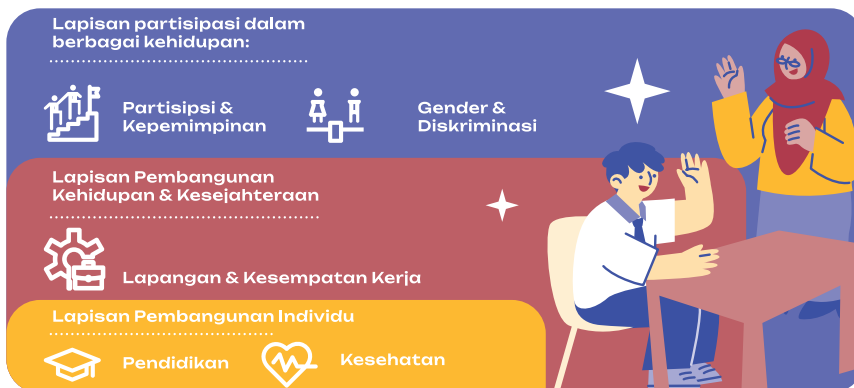 Lapisan partisipasi dalam
berbagai kehidupan:
Partisipsi &
Kepemimpinan
Gender &
Diskriminasi
Lapisan Pembangunan
Kehidupan & Kesejahteraan
Lapangan & Kesempatan Kerja
Lapisan Pembangunan Individu
Pendidikan
Kesehatan